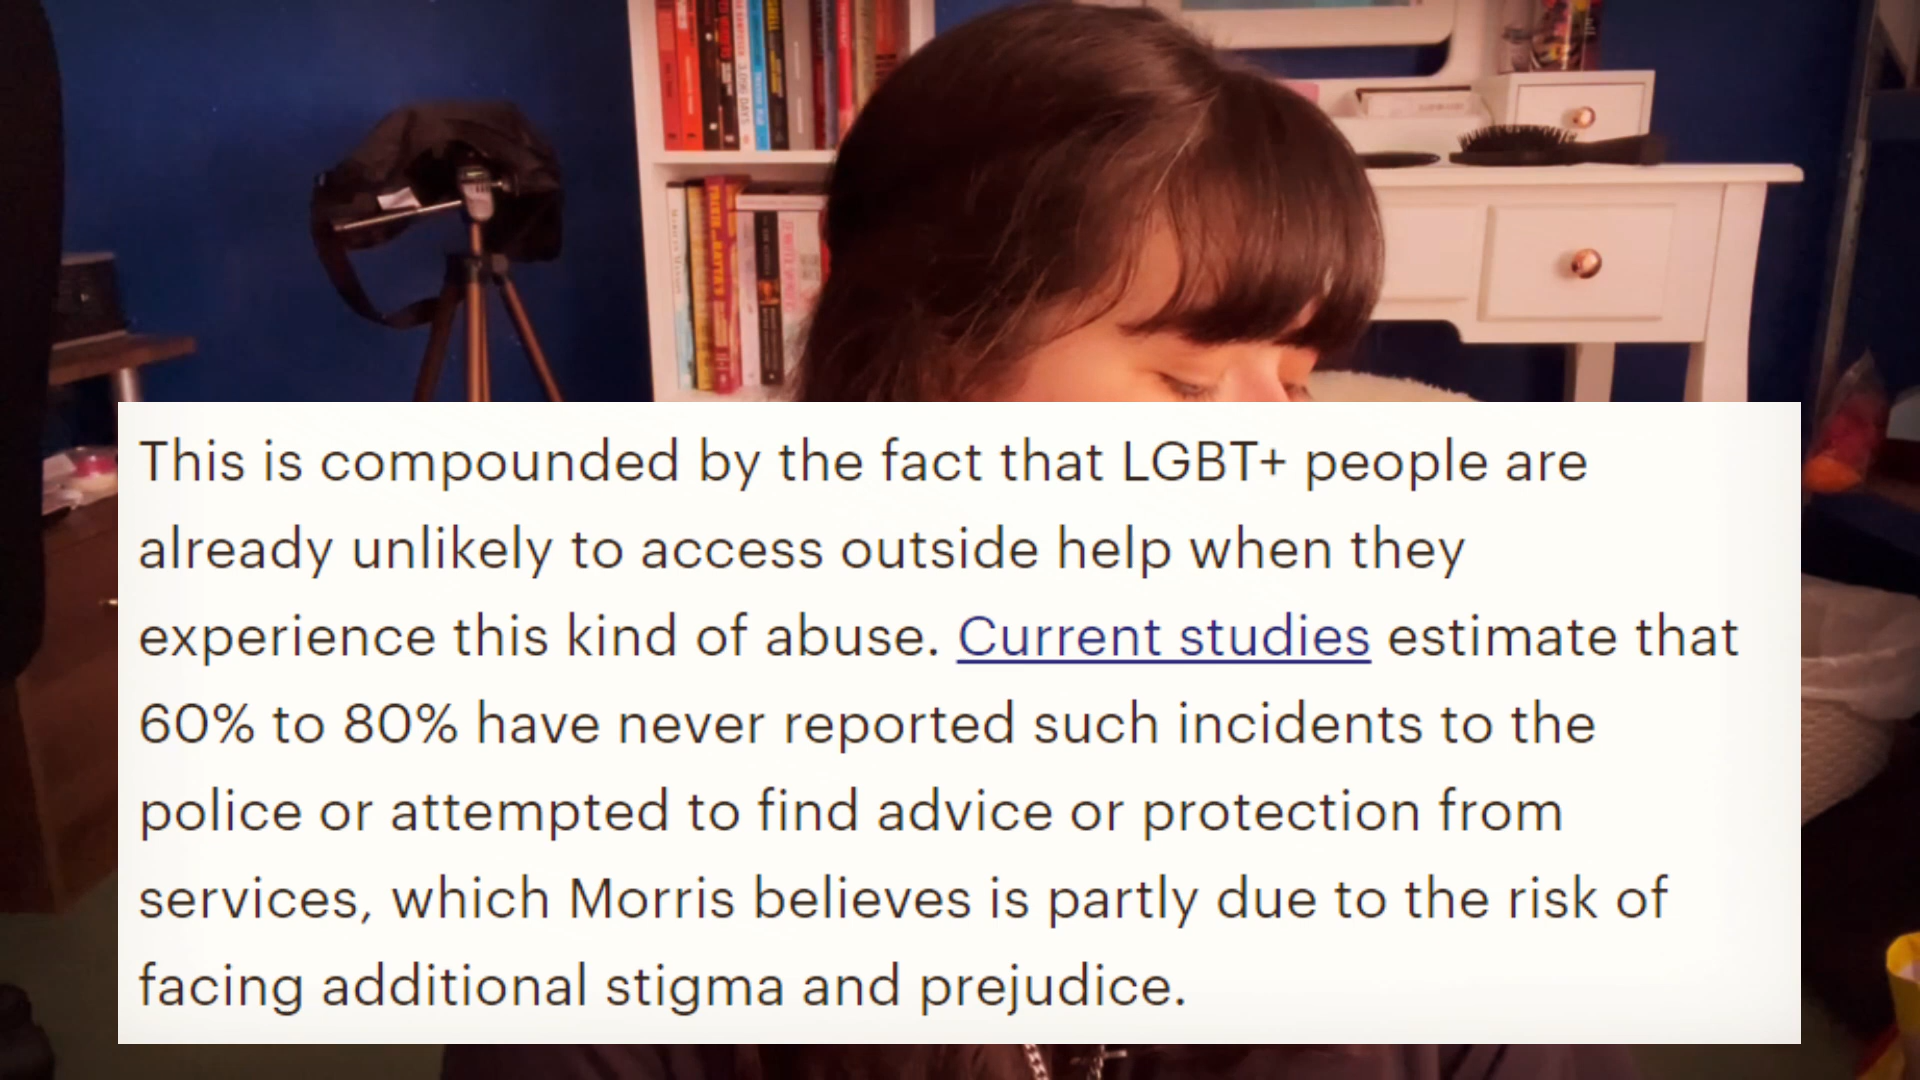 This is compounded by the fact that LGBT+ people are
already unlikely to access outside help when they
experience this kind of abuse. Current studies estimate that
60% to 80% have never reported such incidents to the
police or attempted to find advice or protection from
services, which Morris believes is partly due to the risk of
facing additional stigma and prejudice.